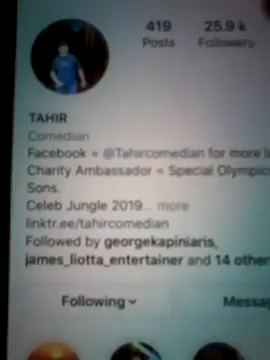 419 25.9 k
Posts Followers
TAHIR
Comedian
Facebook = @Tahircomedian for more
Charity Ambassador = Special Olympic
Sons.
Celeb Jungle 2019... more
linktr.ee/tahircomedian
Followed by georgekapiniaris,
james_liotta_entertainer and 14 other
Following
Messa